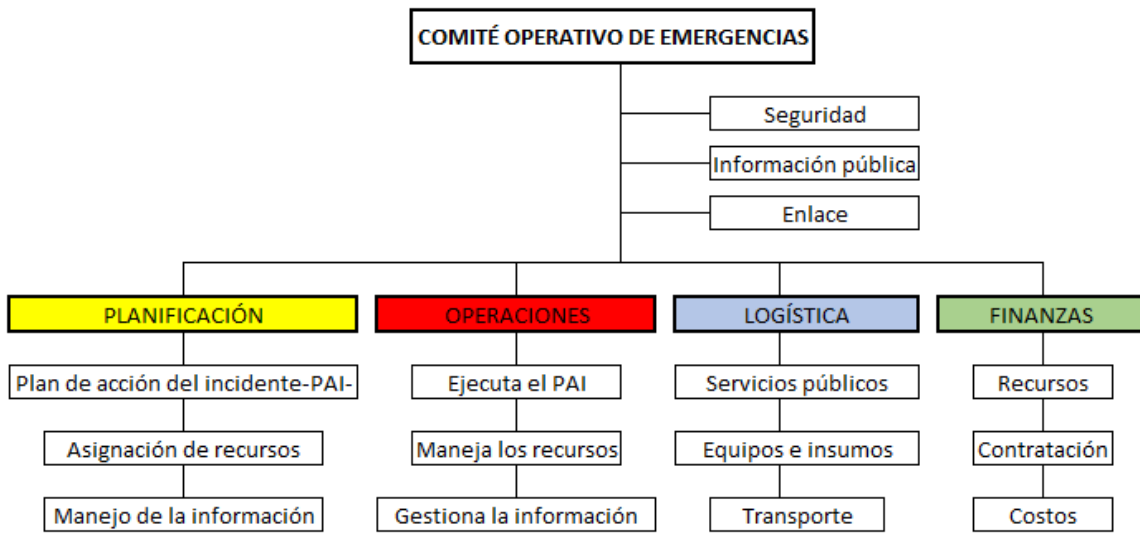 COMITÉ OPERATIVO DE EMERGENCIAS
Seguridad
Información pública
Enlace
PLANIFICACIÓN
OPERACIONES
LOGÍSTICA
FINANZAS
Plan de acción del incidente-PAI-
Ejecuta el PAI
Servicios públicos
Recursos
Asignación de recursos
Maneja los recursos
Equipos e insumos
Contratación
Manejo de la información
Gestiona la información
Transporte
Costos